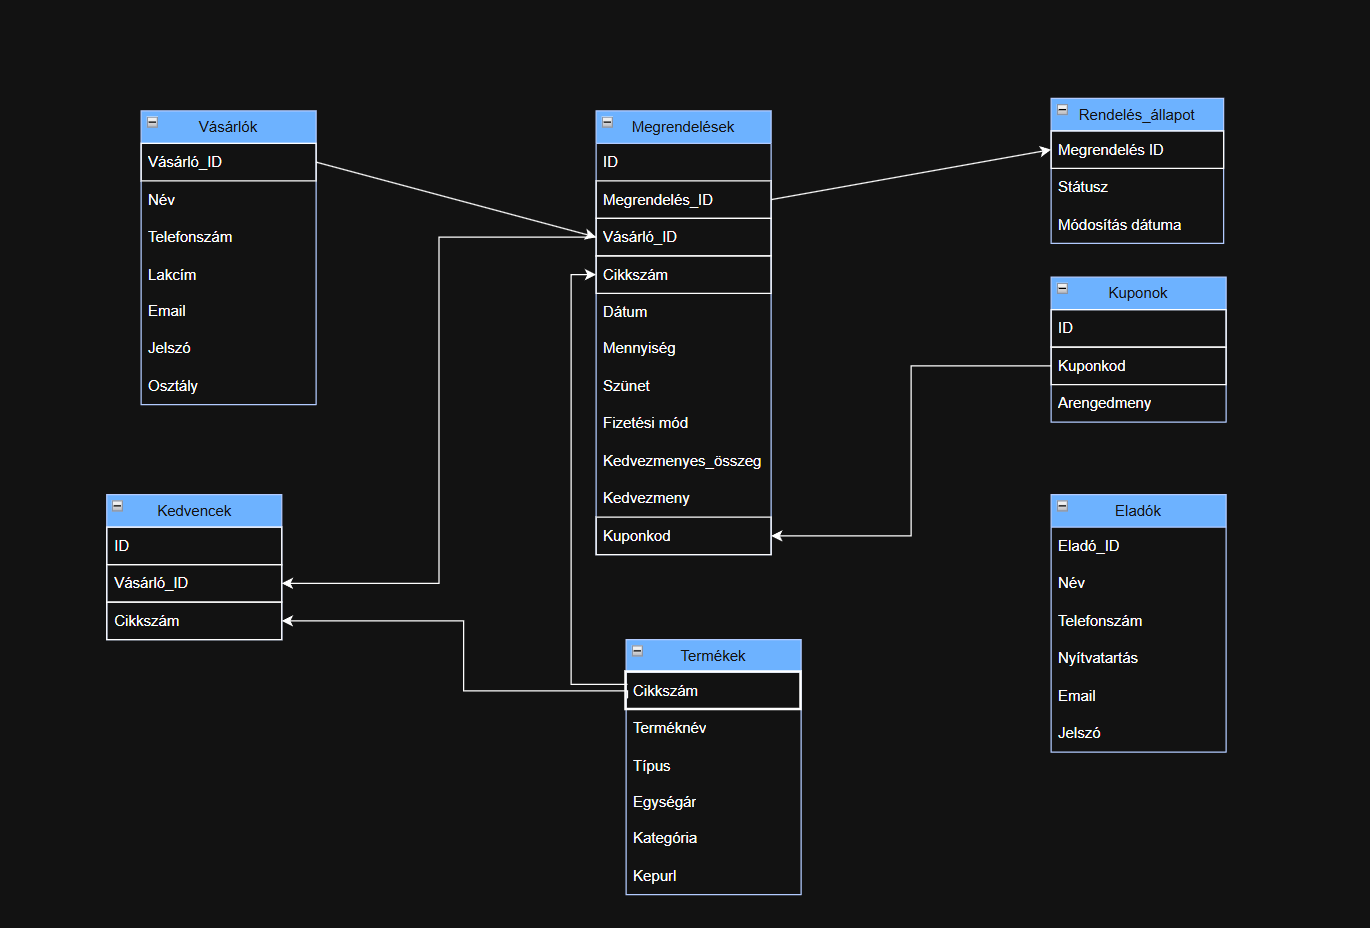 Vásárlók
Vásárló_ID
Név
Telefonszám
Lakcím
Email
Jelszó
Osztály
Megrendelések
ID
Megrendelés_ID
Vásárló_ID
Cikkszám
Dátum
Mennyiség
Szünet
Fizetési mód
Kedvezmenyes_összeg
Kedvezmeny
Kuponkod
Rendelés_állapot
Megrendelés ID
Státusz
Módosítás dátuma
Kuponok
ID
Kuponkod
Arengedmeny
Kedvencek
ID
Vásárló_ID
Cikkszám
Termékek
Cikkszám
Terméknév
Típus
Egységár
Kategória
Kepurl
Eladók
Eladó_ID
Név
Telefonszám
Nyítvatartás
Email
Jelszó